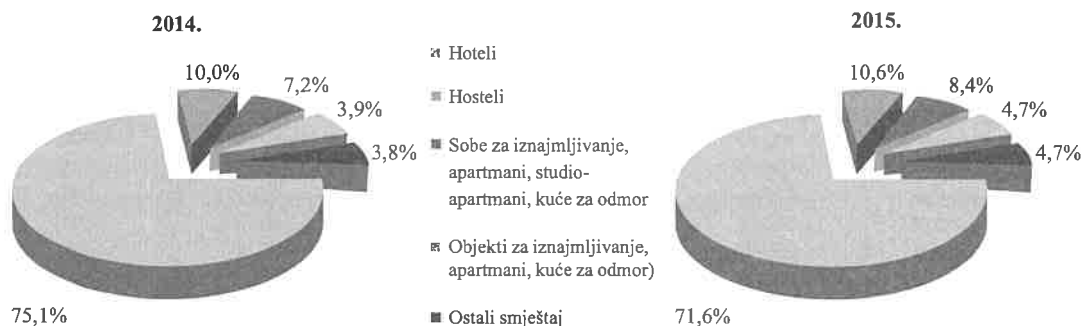 2014.
10,0%
7,2%
3,9%
3,8%
75,1%
Hoteli
Hosteli
Sobe za iznajmljivanje,
apartmani, studio-
apartmani, kuće za odmor
Objekti za iznajmljivanje,
apartmani, kuće za odmor)
Ostali smještaj
2015.
10,6%
8,4%
4,7%
4,7%
71,6%